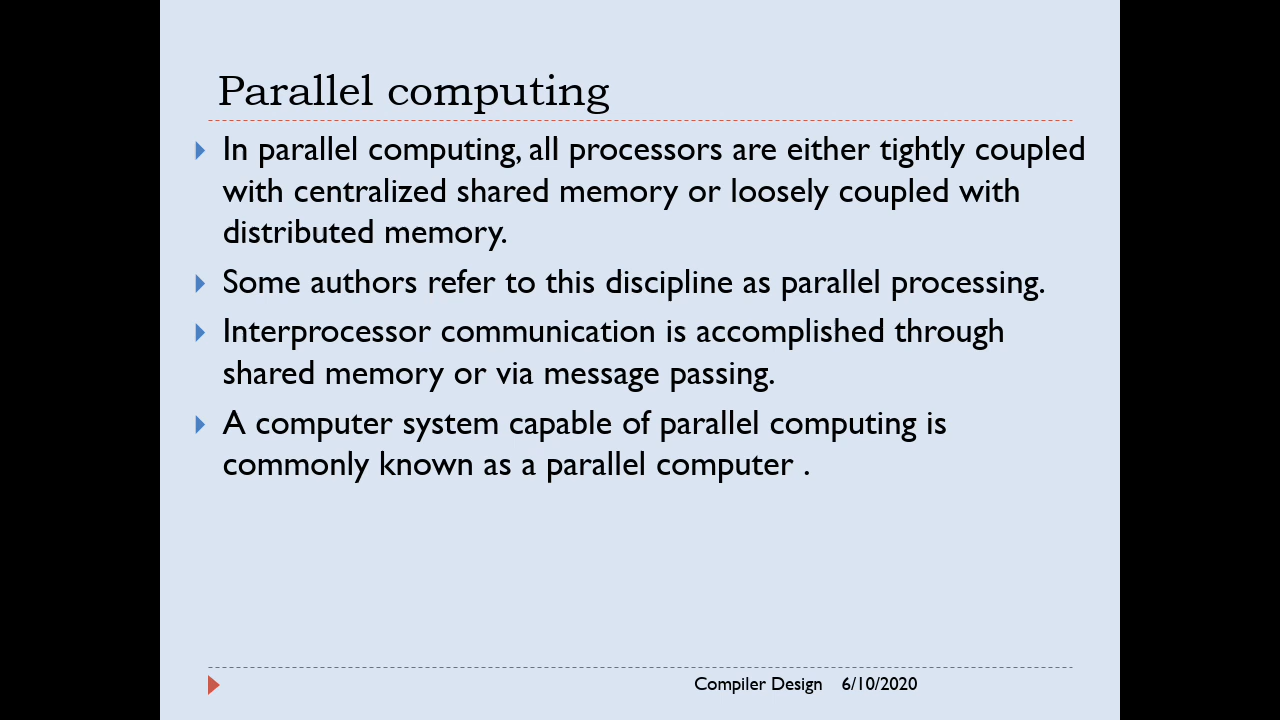 Parallel computing
In parallel computing, all processors are either tightly coupled
with centralized shared memory or loosely coupled with
distributed memory.
Some authors refer to this discipline as parallel processing.
Interprocessor communication is accomplished through
shared memory or via message passing.
A computer system capable of parallel computing is
commonly known as a parallel computer .
Compiler Design 6/10/2020